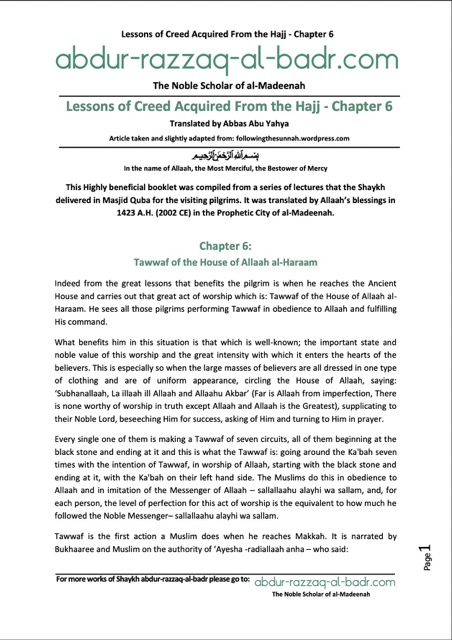 Lessons of Creed Acquired From the Hajj - Chapter 6
abdur-razzaq-al-badr.com
The Noble Scholar of al-Madeenah
Lessons of Creed Acquired From the Hajj - Chapter 6
Translated by Abbas Abu Yahya
Article taken and slightly adapted from: followingthesunnah.wordpress.com
بسم الله الرحمن الرحيم
In the name of Allaah, the Most Merciful, the Bestower of Mercy
This Highly beneficial booklet was compiled from a series of lectures that the Shaykh
delivered in Masjid Quba for the visiting pilgrims. It was translated by Allaah's blessings in
1423 A.H. (2002 CE) in the Prophetic City of al-Madeenah.
Chapter 6:
Tawwaf of the House of Allaah al-Haraam
Indeed from the great lessons that benefits the pilgrim is when he reaches the Ancient
House and carries out that great act of worship which is: Tawwaf of the House of Allaah al-
Haraam. He sees all those pilgrims performing Tawwaf in obedience to Allaah and fulfilling
His command.
What benefits him in this situation is that which is well-known; the important state and
noble value of this worship and the great intensity with which it enters the hearts of the
believers. This is especially so when the large masses of believers are all dressed in one type
of clothing and are of uniform appearance, circling the House of Allaah, saying:
'Subhanallaah, La illaah ill Allaah and Allaahu Akbar' (Far is Allaah from imperfection, There
is none worthy of worship in truth except Allaah and Allaah is the Greatest), supplicating to
their Noble Lord, beseeching Him for success, asking of Him and turning to Him in prayer.
Every single one of them is making a Tawwaf of seven circuits, all of them beginning at the
black stone and ending at it and this is what the Tawwaf is: going around the Ka'bah seven
times with the intention of Tawwaf, in worship of Allaah, starting with the black stone and
ending at it, with the Ka'bah on their left hand side. The Muslims do this in obedience to
Allaah and in imitation of the Messenger of Allaah – sallallaahu alayhi wa sallam, and, for
each person, the level of perfection for this act of worship is the equivalent to how much he
followed the Noble Messenger– sallallaahu alayhi wa sallam.
Tawwaf is the first action a Muslim does when he reaches Makkah. It is narrated by
Bukhaaree and Muslim on the authority of 'Ayesha -radiallaah anha – who said:
Page1
For more works of Shaykh abdur-razzaq-al-badr please go to: abdur-razzaq-al-badr.com
The Noble Scholar of al-Madeenah